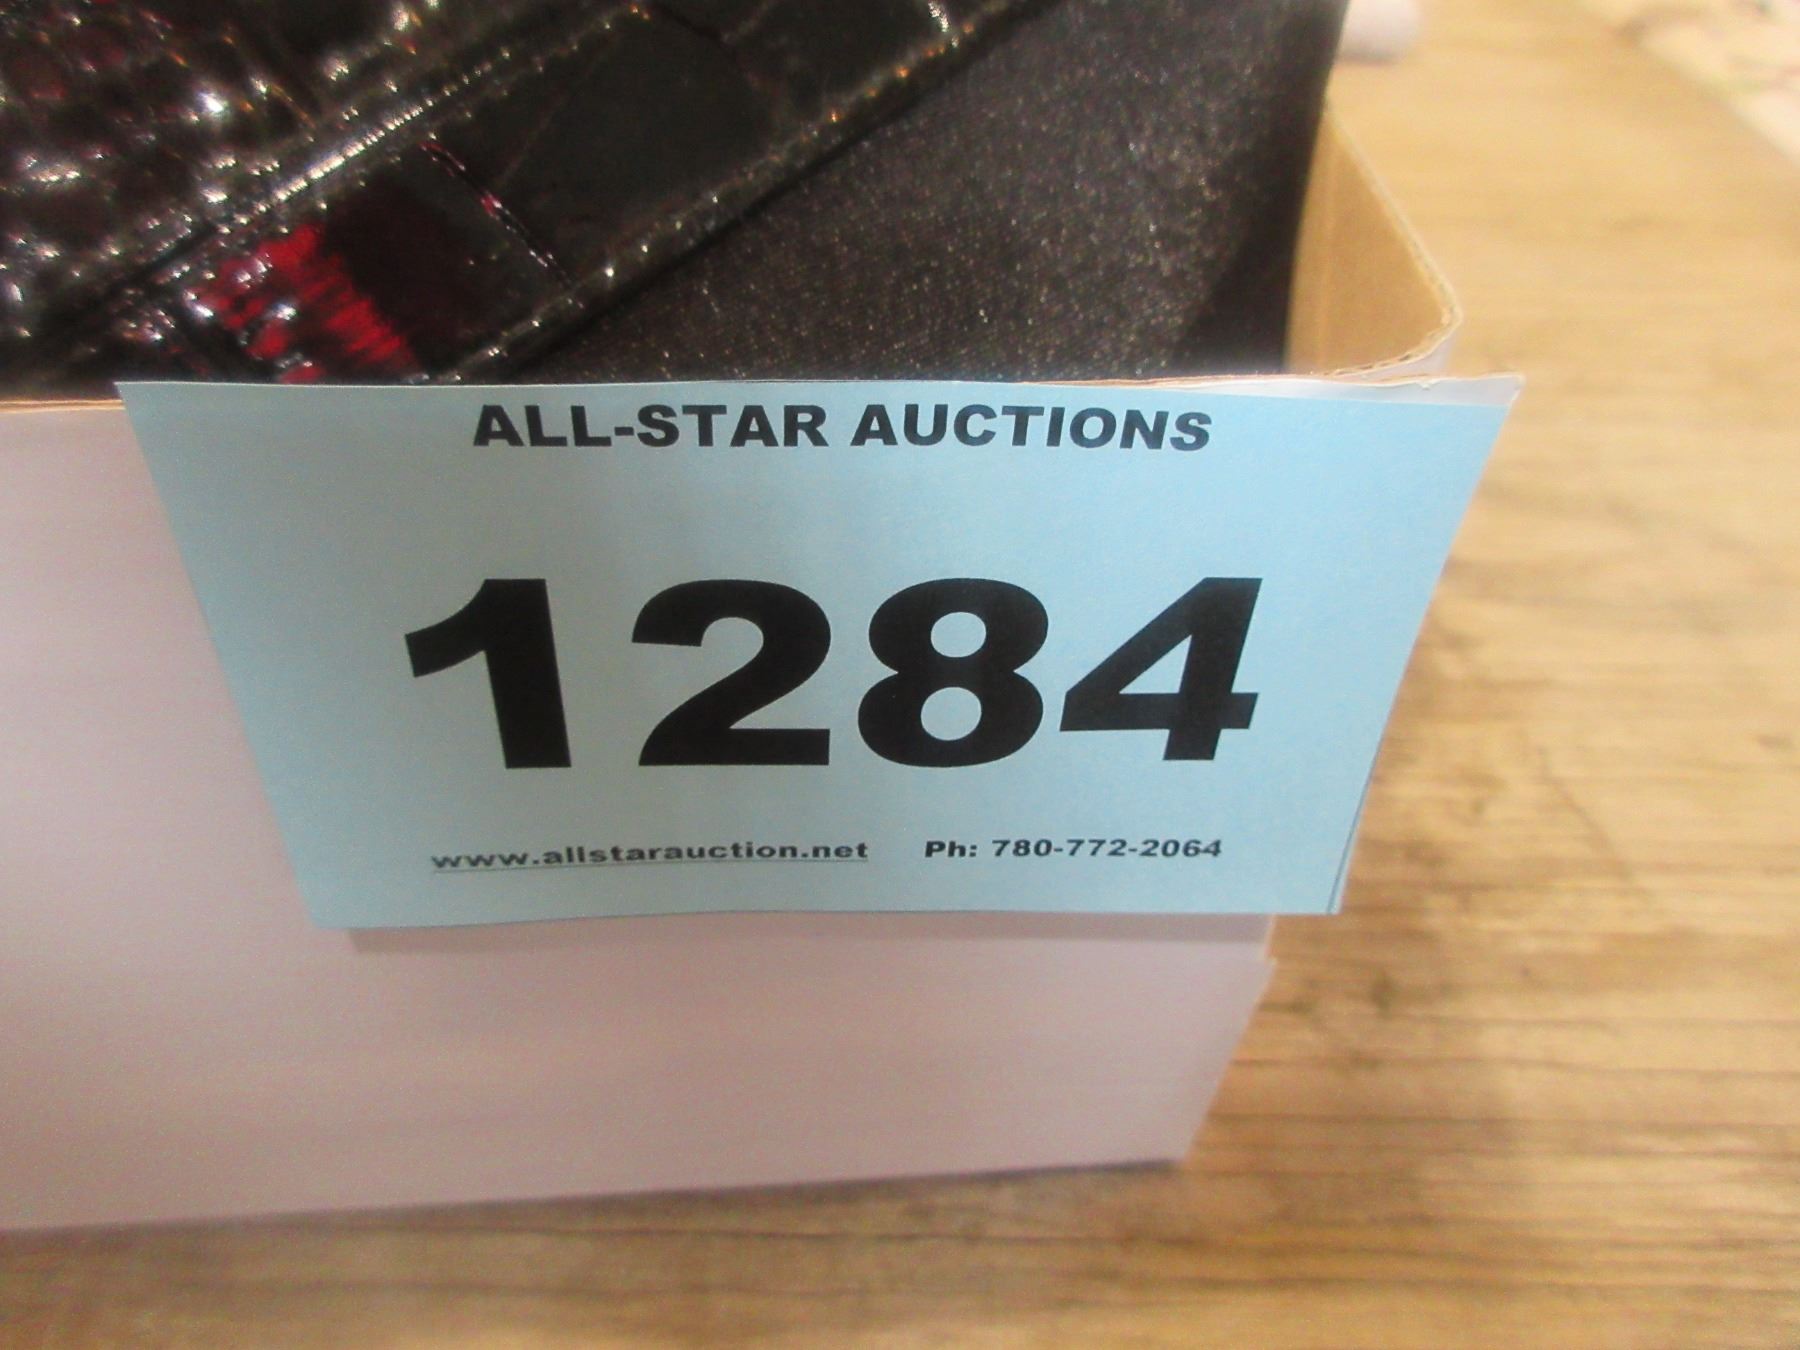 ALL-STAR AUCTIONS
1284
www.allstarauction.net Ph: 780-772-2064